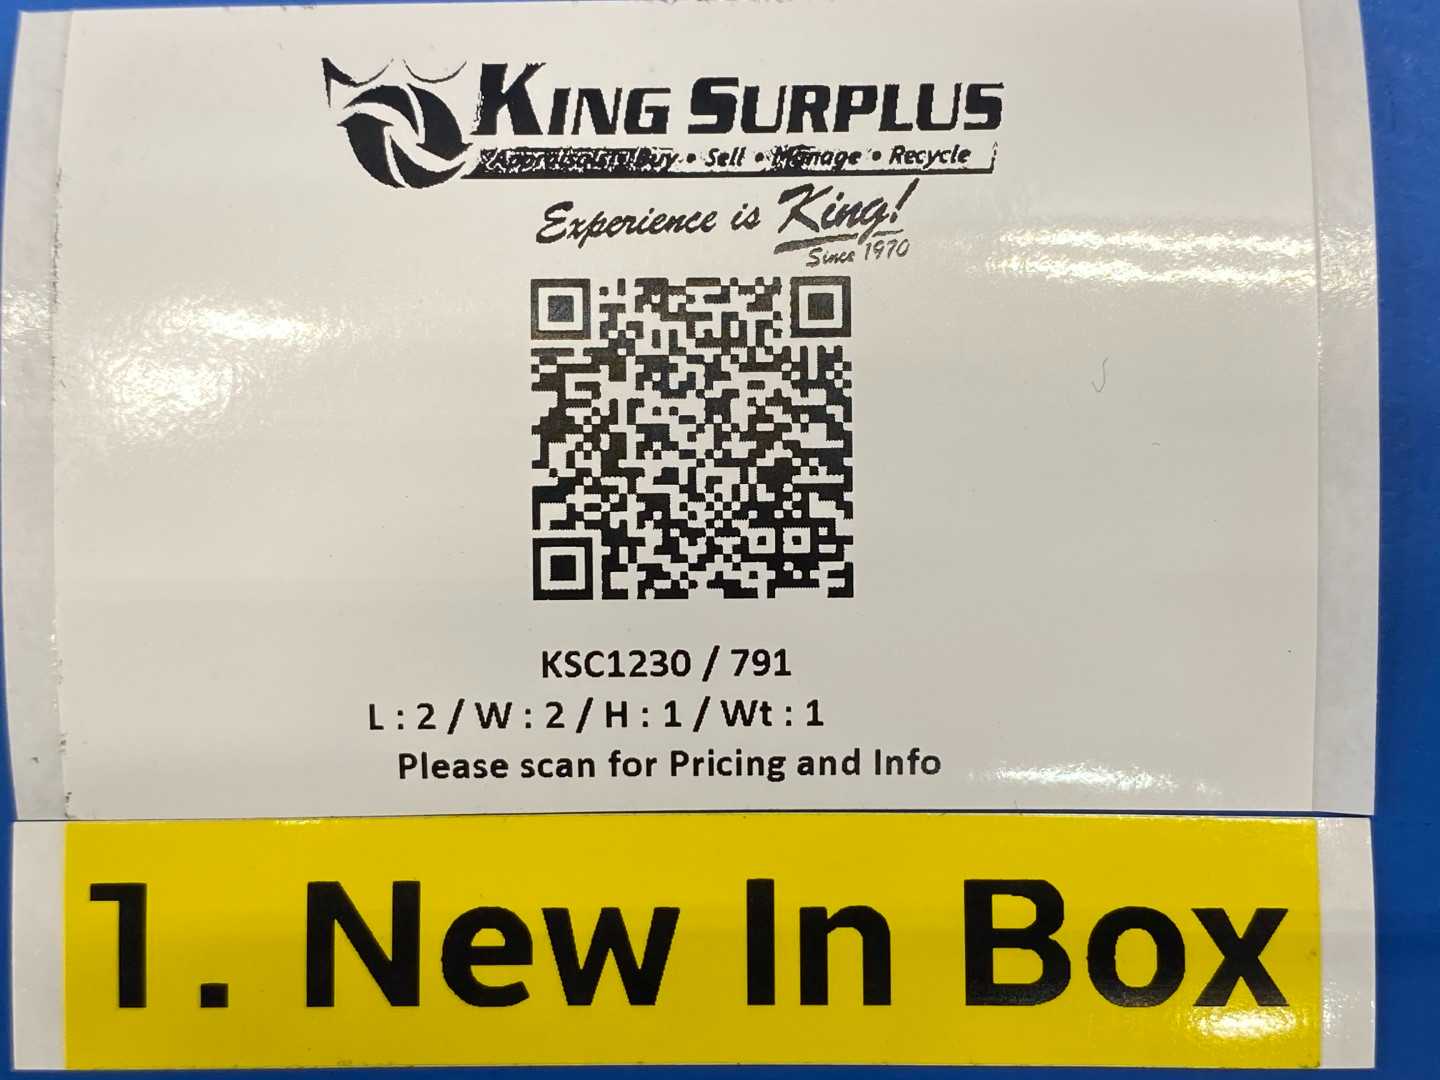 KING SURPLUS
Buy • Sell • Manage • Recycle
Experience is King!
Since 1970
KSC1230 / 791
L : 2 / W : 2 / H : 1 / Wt : 1
Please scan for Pricing and Info
1. New In Box